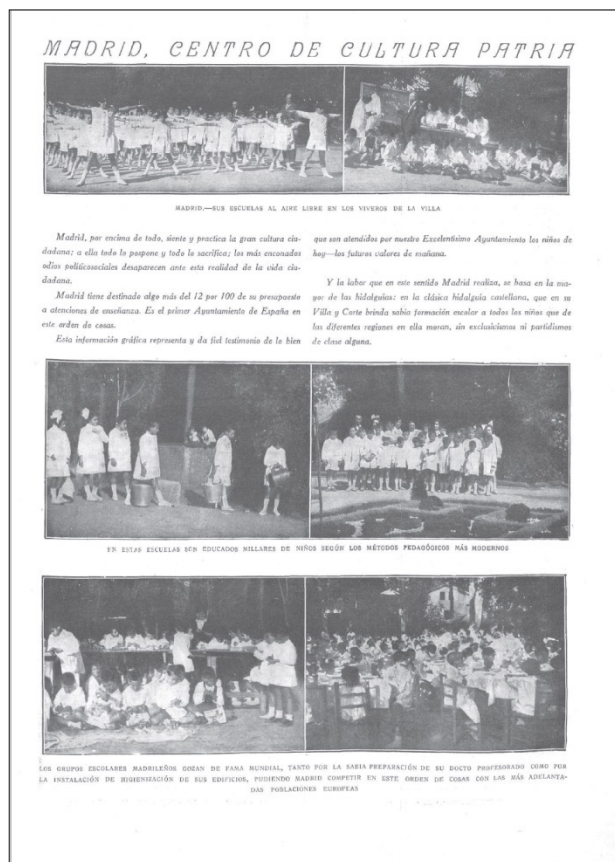 MADRID, CENTRO DE CULTURA PATRIA
MADRID.—SUS ESCUELAS AL AIRE LIBRE EN LOS VIVEROS DE LA VILLA
Madrid, por encima de todo, siente y practica la gran cultura ciu-
dadana; a ella todo lo pospone y todo lo sacrifica; los más enconados
odios politicosociales desaparecen ante esta realidad de la vida ciu-
dadana.
Madrid tiene destinado algo más del 12 por 100 de su presupuesto
a atenciones de enseñanza. Es el primer Ayuntamiento de España en
este orden de cosas.
Esta información gráfica representa y da fiel testimonio de lo bien
que son atendidos por nuestro Excelentísimo Ayuntamiento los niños de
hoy—los futuros valores de mañana.
Y la labor que en este sentido Madrid realiza, se basa en la ma-
yor de las hidalguías: en la clásica hidalguía castellana, que en su
Villa y Corte brinda sabia formación escolar a todos los niños que de
las diferentes regiones en ella moran, sin exclusivismos ni partidismos
de clase alguna.
EN ESTAS ESCUELAS SON EDUCADOS MILLARES DE NIÑOS SEGÚN LOS MÉTODOS PEDAGÓGICOS MÁS MODERNOS
LOS GRUPOS ESCOLARES MADRILEÑOS GOZAN DE FAMA MUNDIAL, TANTO POR LA SABIA PREPARACIÓN DE SU DOCTO PROFESORADO COMO POR
LA INSTALACIÓN DE HIGIENIZACIÓN DE SUS EDIFICIOS, PUDIENDO MADRID COMPETIR EN ESTE ORDEN DE COSAS CON LAS MÁS ADELANTA-
DAS POBLACIONES EUROPEAS